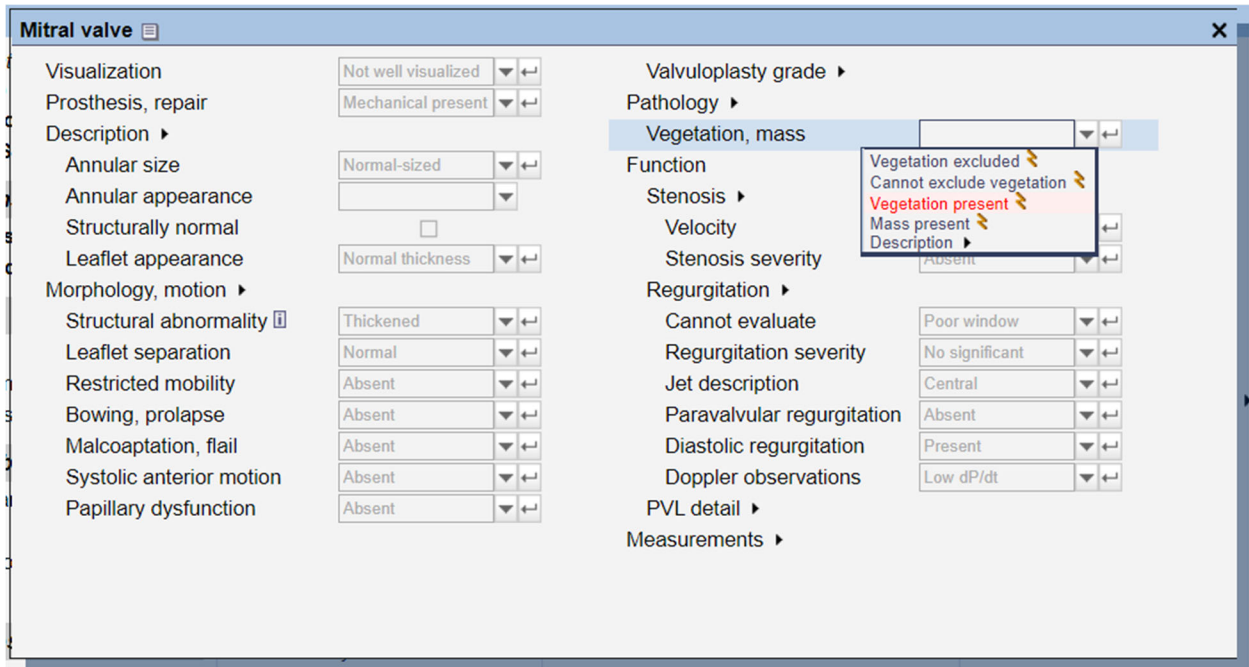 Mitral valve
Visualization Not well visualized
Prosthesis, repair Mechanical present
Description
Annular size Normal-sized
Annular appearance
Structurally normal
Leaflet appearance Normal thickness
Morphology, motion
Structural abnormality Thickened
Leaflet separation Normal
Restricted mobility Absent
Bowing, prolapse Absent
Malcoaptation, flail Absent
Systolic anterior motion Absent
Papillary dysfunction Absent
Valvuloplasty grade
Pathology
Vegetation, mass
Vegetation excluded
Cannot exclude vegetation
Vegetation present
Mass present
Description
Function
Stenosis
Velocity
Stenosis severity Absent
Regurgitation
Cannot evaluate Poor window
Regurgitation severity No significant
Jet description Central
Paravalvular regurgitation Absent
Diastolic regurgitation Present
Doppler observations Low dP/dt
PVL detail
Measurements